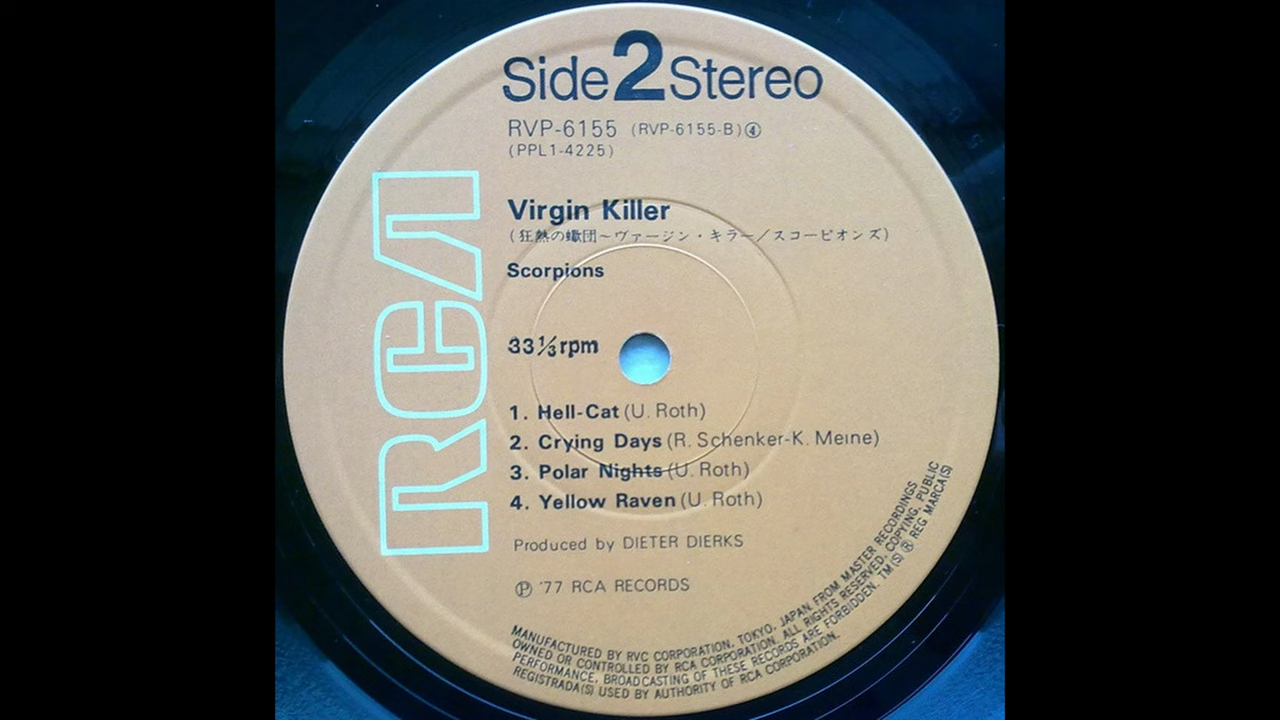 Side 2 Stereo
RVP-6155 (RVP-6155-B)④
(PPL1-4225)
Virgin Killer
(狂熱の蠍団~ヴァージン・キラー/スコーピオンズ)
Scorpions
33⅓rpm
1. Hell-Cat (U. Roth)
2. Crying Days (R. Schenker-K. Meine)
3. Polar Nights (U. Roth)
4. Yellow Raven (U. Roth)
Produced by DIETER DIERKS
Ⓟ '77 RCA RECORDS
RCA
MANUFACTURED BY RVC CORPORATION, TOKYO, JAPAN, FROM MASTER RECORDINGS
OWNED OR CONTROLLED BY RCA CORPORATION, ALL RIGHTS RESERVED, COPYING, PUBLIC
PERFORMANCE, BROADCASTING OF THESE RECORDS ARE FORBIDDEN. TM(S) ® REG MARCA(S)
REGISTRADA(S) USED BY AUTHORITY OF RCA CORPORATION.